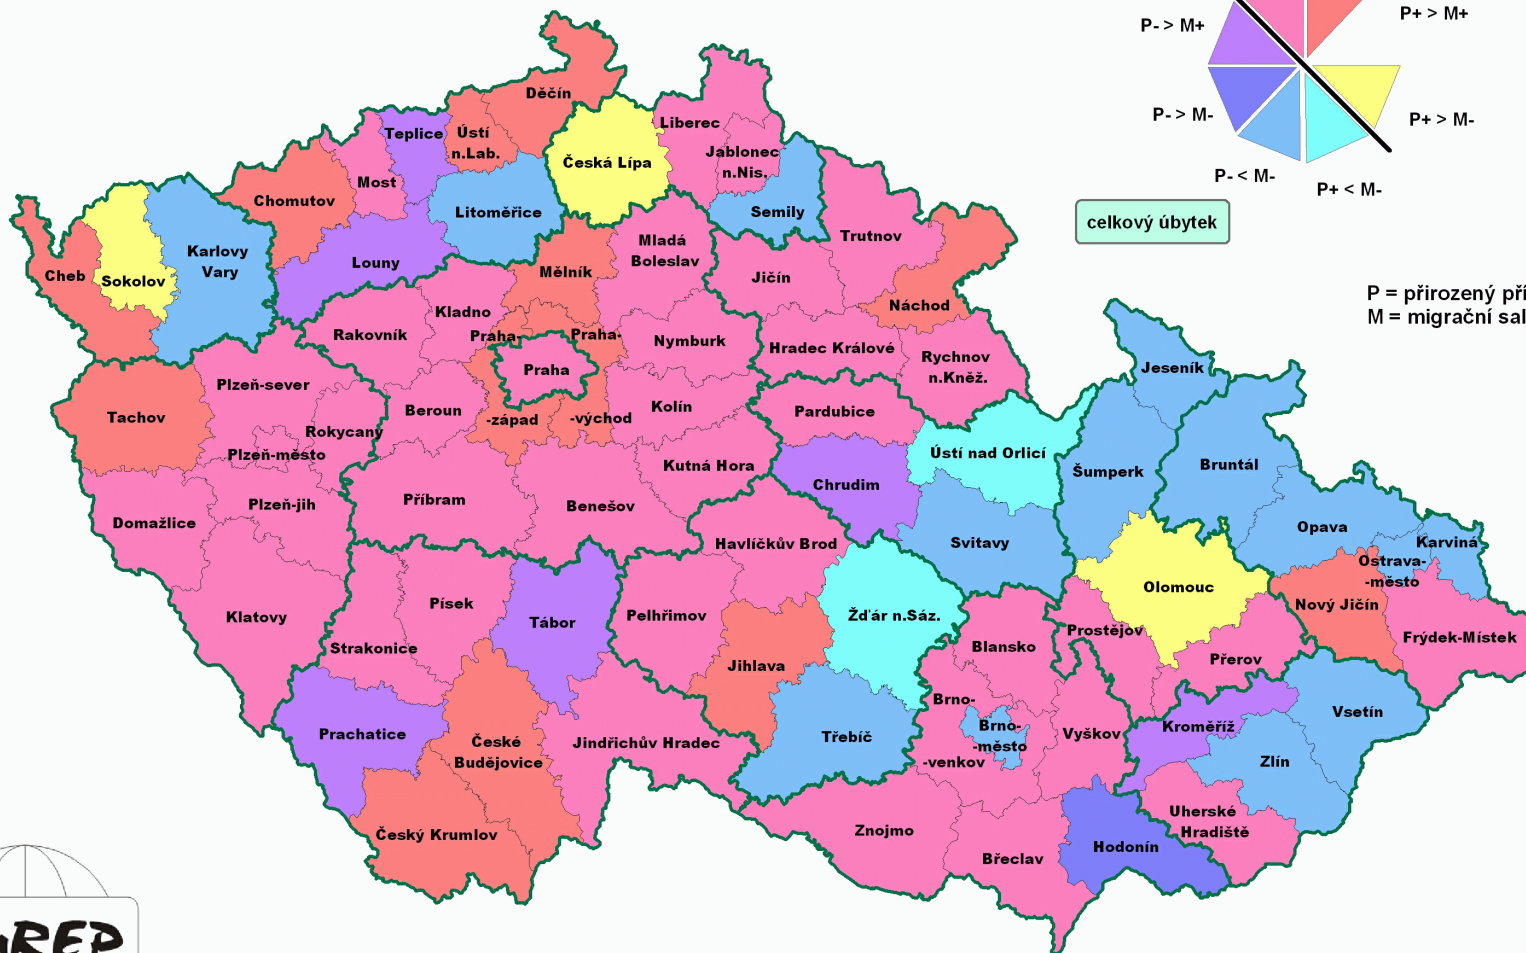 P- > M+
P+ > M+
P- > M-
P+ > M-
P- < M-
P+ < M-
celkový úbytek
P = přirozený
M = migrační
Děčín
Teplice
Ústí
n.Lab.
Liberec
Česká Lípa
Jablonec
n.Nis.
Most
Chomutov
Litoměřice
Semily
Trutnov
Karlovy
Vary
Mladá
Boleslav
Louny
Mělník
Cheb
Sokolov
Jičín
Náchod
Kladno
Rakovník
Praha-
Praha-
Nymburk
Hradec Králové
Rychnov
n.Kněž.
Praha
Jeseník
Plzeň-sever
Tachov
Beroun
-západ
-východ
Kolín
Pardubice
Rokycany
Plzeň-město
Ústí nad Orlicí
Šumperk
Bruntál
Kutná Hora
Chrudim
Příbram
Benešov
Plzeň-jih
Domažlice
Opava
Karviná
Svitavy
Havlíčkův Brod
Ostrava-
-město
Olomouc
Nový Jičín
Písek
Klatovy
Tábor
Pelhřimov
Žďár n.Sáz.
Prostějov
Frýdek-Místek
Strakonice
Blansko
Přerov
Jihlava
Brno-
Brno-
-město
-venkov
Vyškov
Kroměříž
Vsetín
Prachatice
České
Budějovice
Jindřichův Hradec
Třebíč
Zlín
Český Krumlov
Znojmo
Uherské
Hradiště
Hodonín
Břeclav